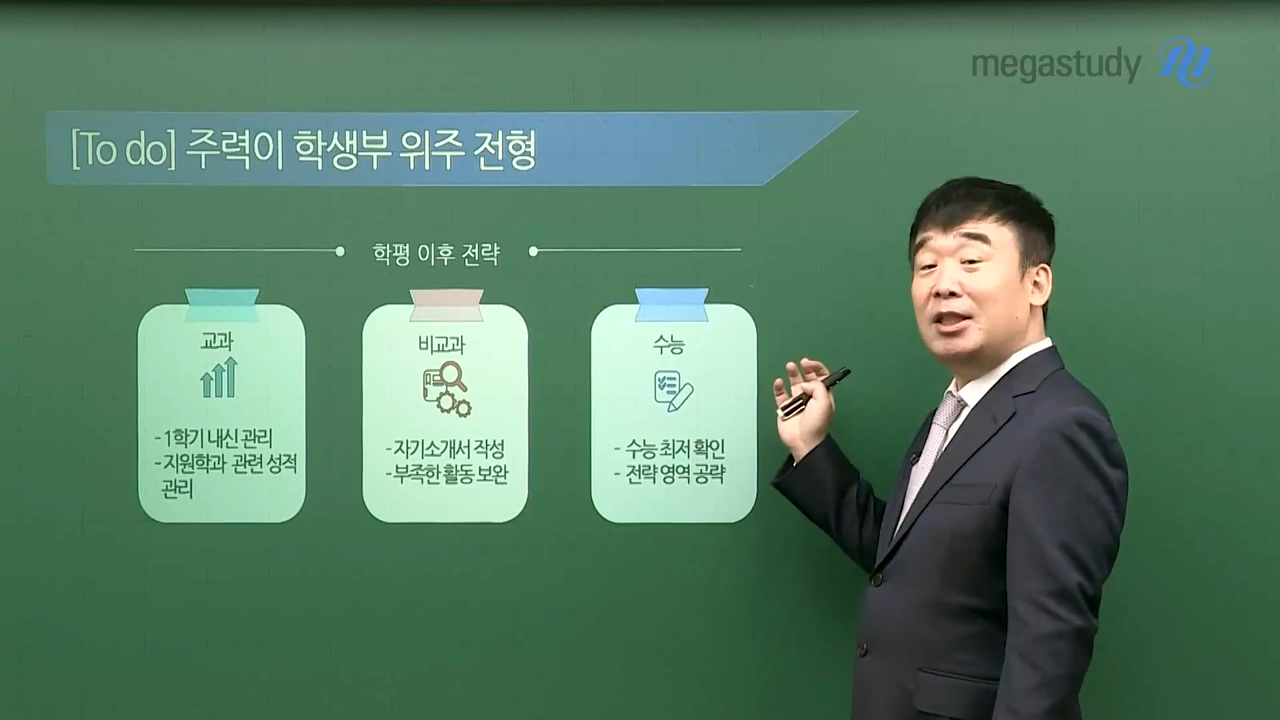 megastudy
[To do] 주력이 학생부 위주 전형
학평 이후 전략
교과
- 1학기 내신 관리
- 지원학과 관련 성적
관리
비교과
- 자기소개서 작성
- 부족한 활동 보완
수능
- 수능 최저 확인
- 전략 영역 공략